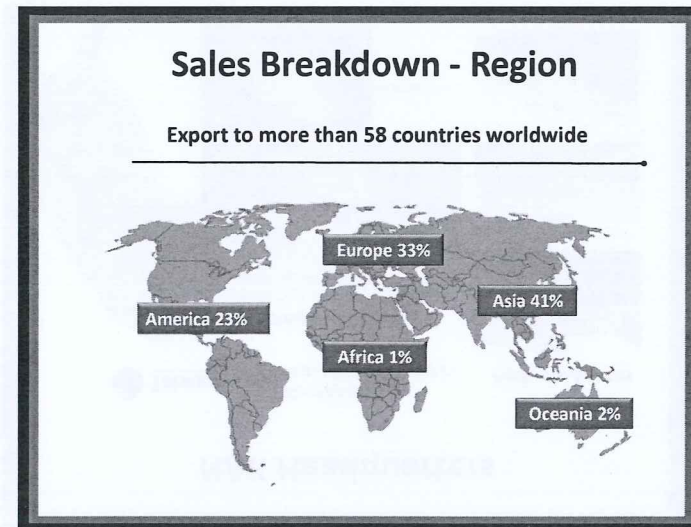 Sales Breakdown - Region
Export to more than 58 countries worldwide
Europe 33%
Asia 41%
America 23%
Africa 1%
Oceania 2%